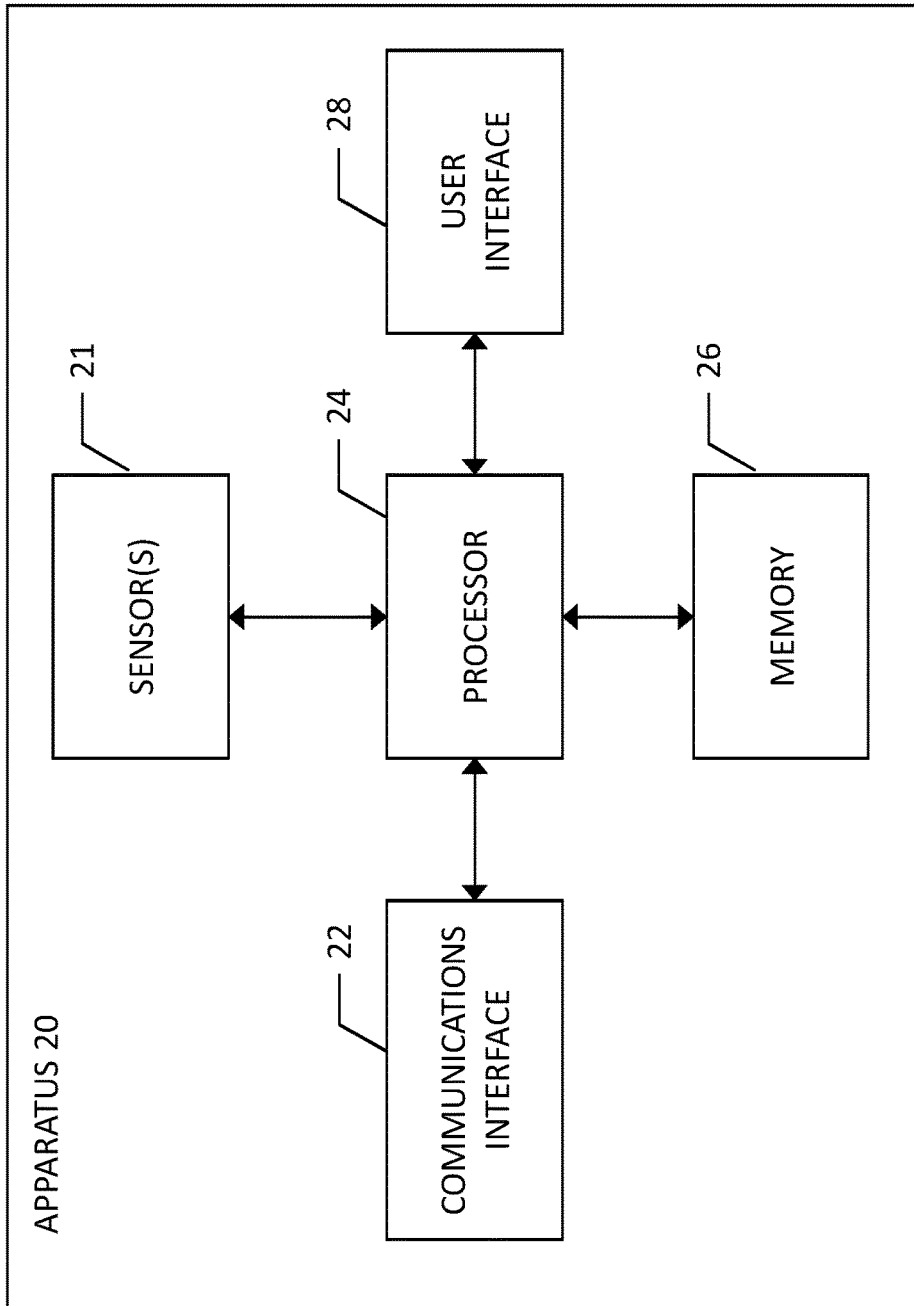 APPARATUS 20
SENSOR(S)
21
COMMUNICATIONS
INTERFACE
22
PROCESSOR
24
USER
INTERFACE
28
MEMORY
26